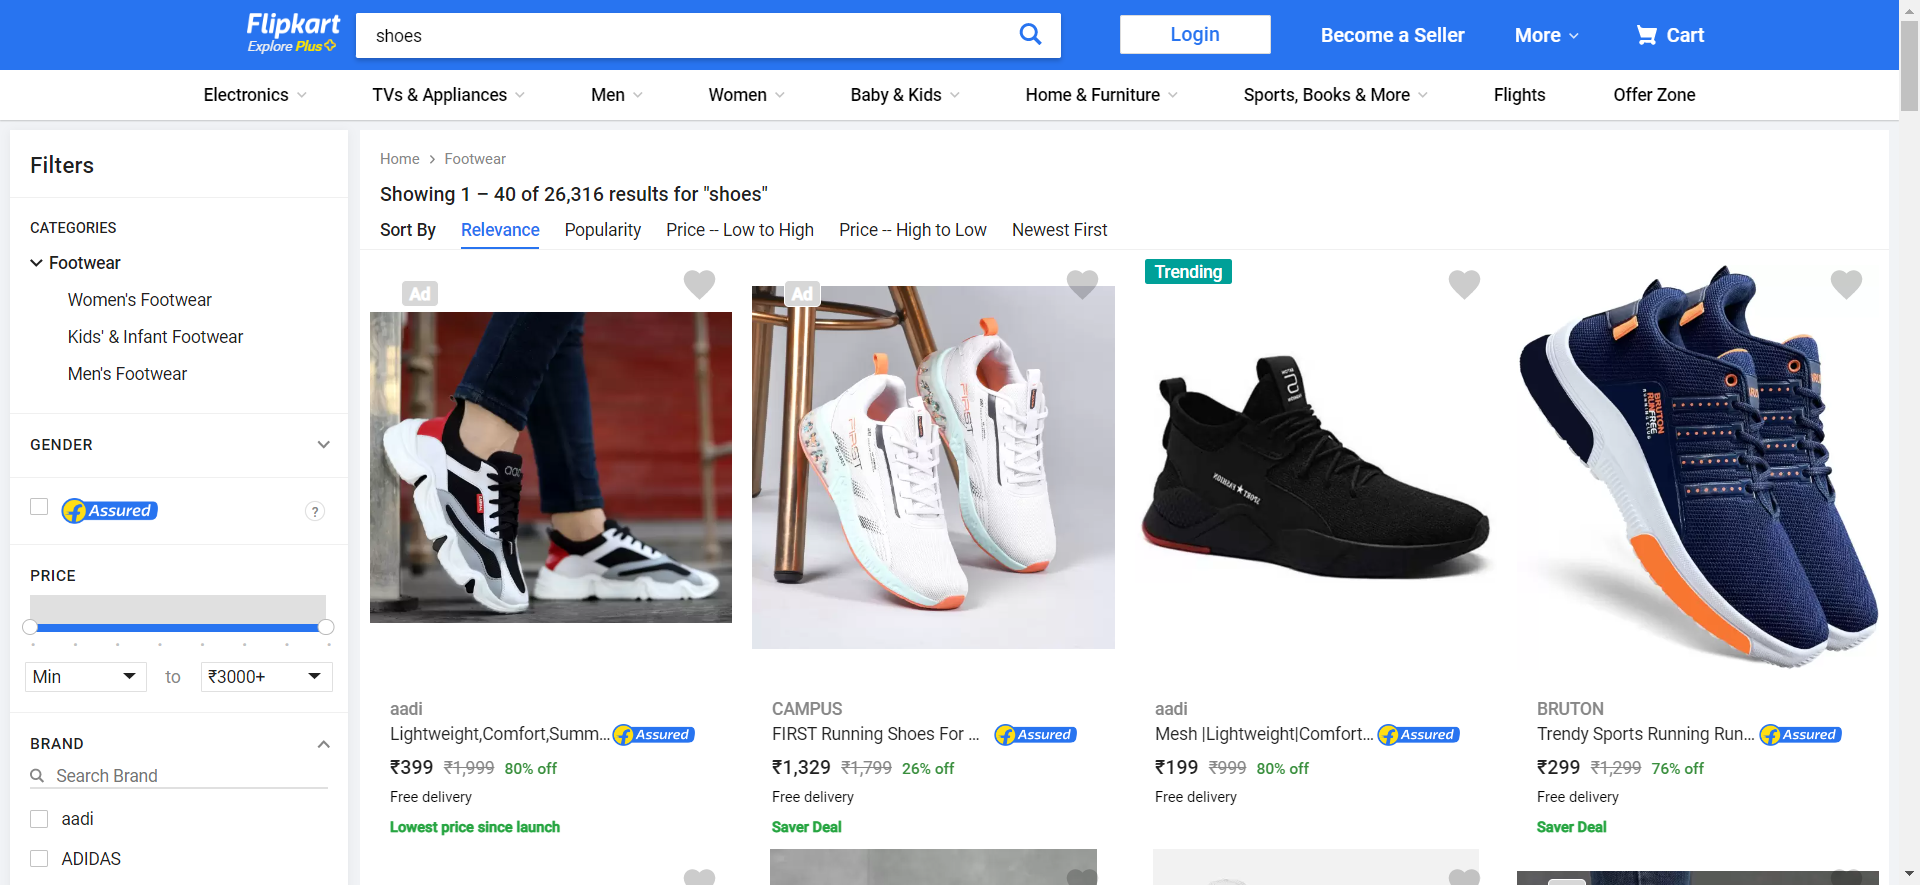 Flipkart
Explore Plus
shoes
Login
Become a Seller
More
Cart
Electronics
TVs & Appliances
Men
Women
Baby & Kids
Home & Furniture
Sports, Books & More
Flights
Offer Zone
Filters
CATEGORIES
Footwear
Women's Footwear
Kids' & Infant Footwear
Men's Footwear
GENDER
Assured
?
PRICE
Min to ₹3000+
BRAND
Search Brand
aadi
ADIDAS
Home > Footwear
Showing 1 – 40 of 26,316 results for "shoes"
Sort By Relevance Popularity Price -- Low to High Price -- High to Low Newest First
Ad
aadi
Lightweight,Comfort,Summ... Assured
₹399 ₹1,999 80% off
Free delivery
Lowest price since launch
Ad
FIRST
FIRST
CAMPUS
FIRST Running Shoes For ... Assured
₹1,329 ₹1,799 26% off
Free delivery
Saver Deal
Trending
aadi
Mesh |Lightweight|Comfort... Assured
₹199 ₹999 80% off
Free delivery
BRUTON
RUNFREE
BRUTON
Trendy Sports Running Run... Assured
₹299 ₹1,299 76% off
Free delivery
Saver Deal